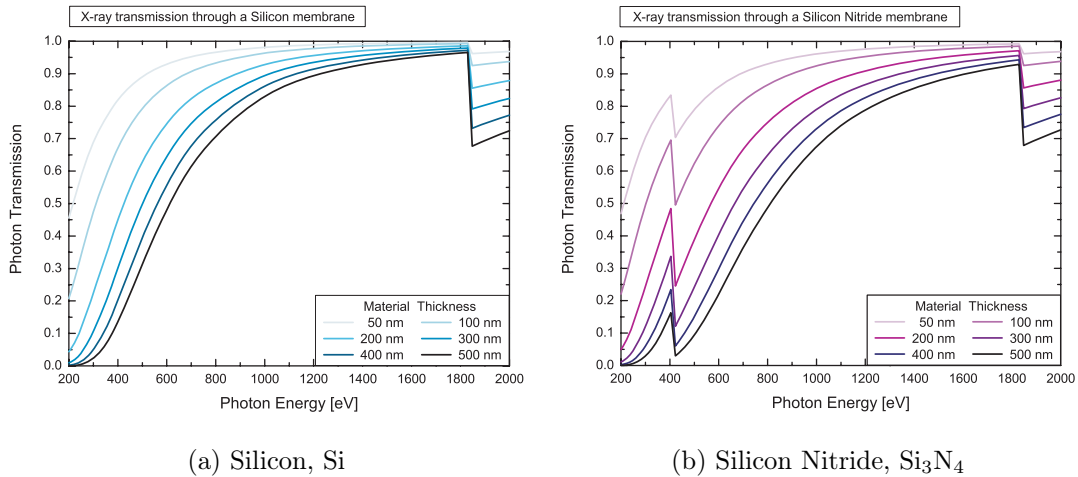 X-ray transmission through a Silicon membrane
1.0
0.9
0.8
0.7
0.6
0.5
0.4
0.3
0.2
0.1
0.0
Photon Transmission
200 400 600 800 1000 1200 1400 1600 1800 2000
Photon Energy [eV]
Material Thickness
50 nm 100 nm
200 nm 300 nm
400 nm 500 nm
(a) Silicon, Si
X-ray transmission through a Silicon Nitride membrane
1.0
0.9
0.8
0.7
0.6
0.5
0.4
0.3
0.2
0.1
0.0
Photon Transmission
200 400 600 800 1000 1200 1400 1600 1800 2000
Photon Energy [eV]
Material Thickness
50 nm 100 nm
200 nm 300 nm
400 nm 500 nm
(b) Silicon Nitride, Si₃N₄